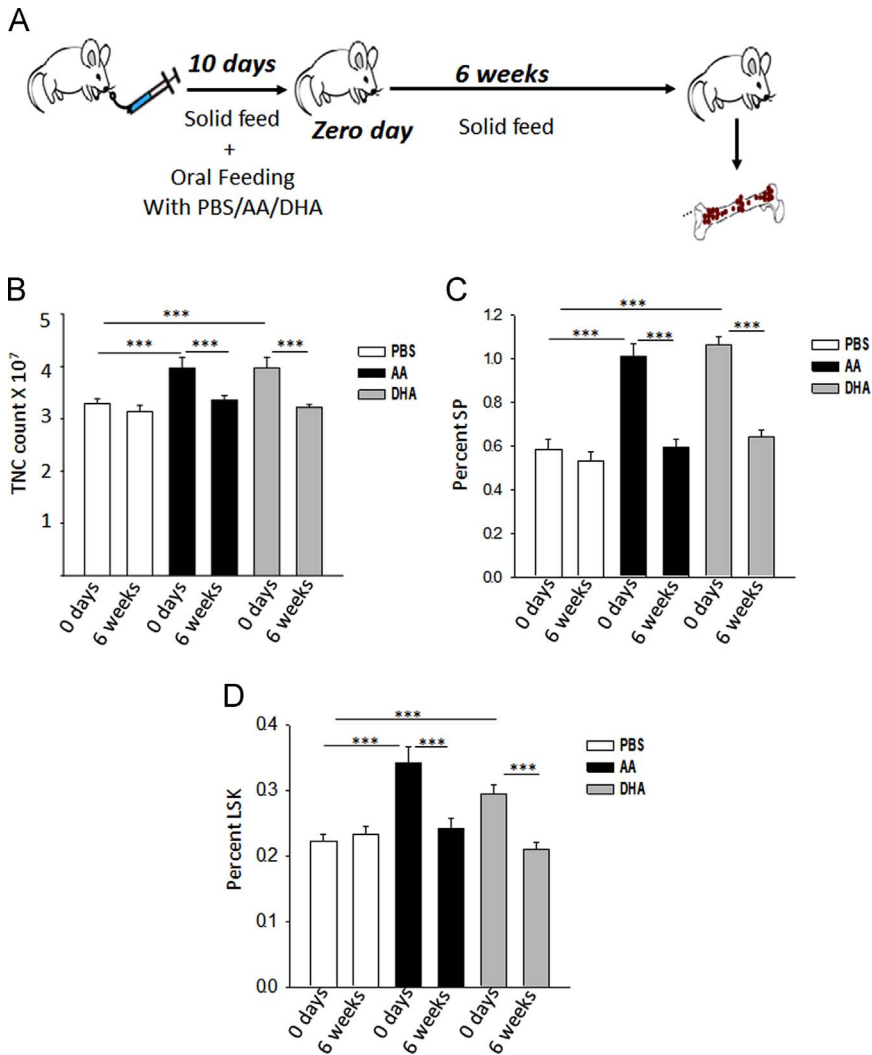 A
10 days
6 weeks
Solid feed
+
Oral Feeding
With PBS/AA/DHA
Zero day
Solid feed
B
TNC count X 10⁷
5
4
3
2
1
***
***
***
***
PBS
AA
DHA
0 days
6 weeks
0 days
6 weeks
0 days
6 weeks
C
Percent SP
1.2
1.0
0.8
0.6
0.4
0.2
0.0
***
***
***
***
PBS
AA
DHA
0 days
6 weeks
0 days
6 weeks
0 days
6 weeks
D
Percent LSK
0.4
0.3
0.2
0.1
0.0
***
***
***
***
PBS
AA
DHA
0 days
6 weeks
0 days
6 weeks
0 days
6 weeks